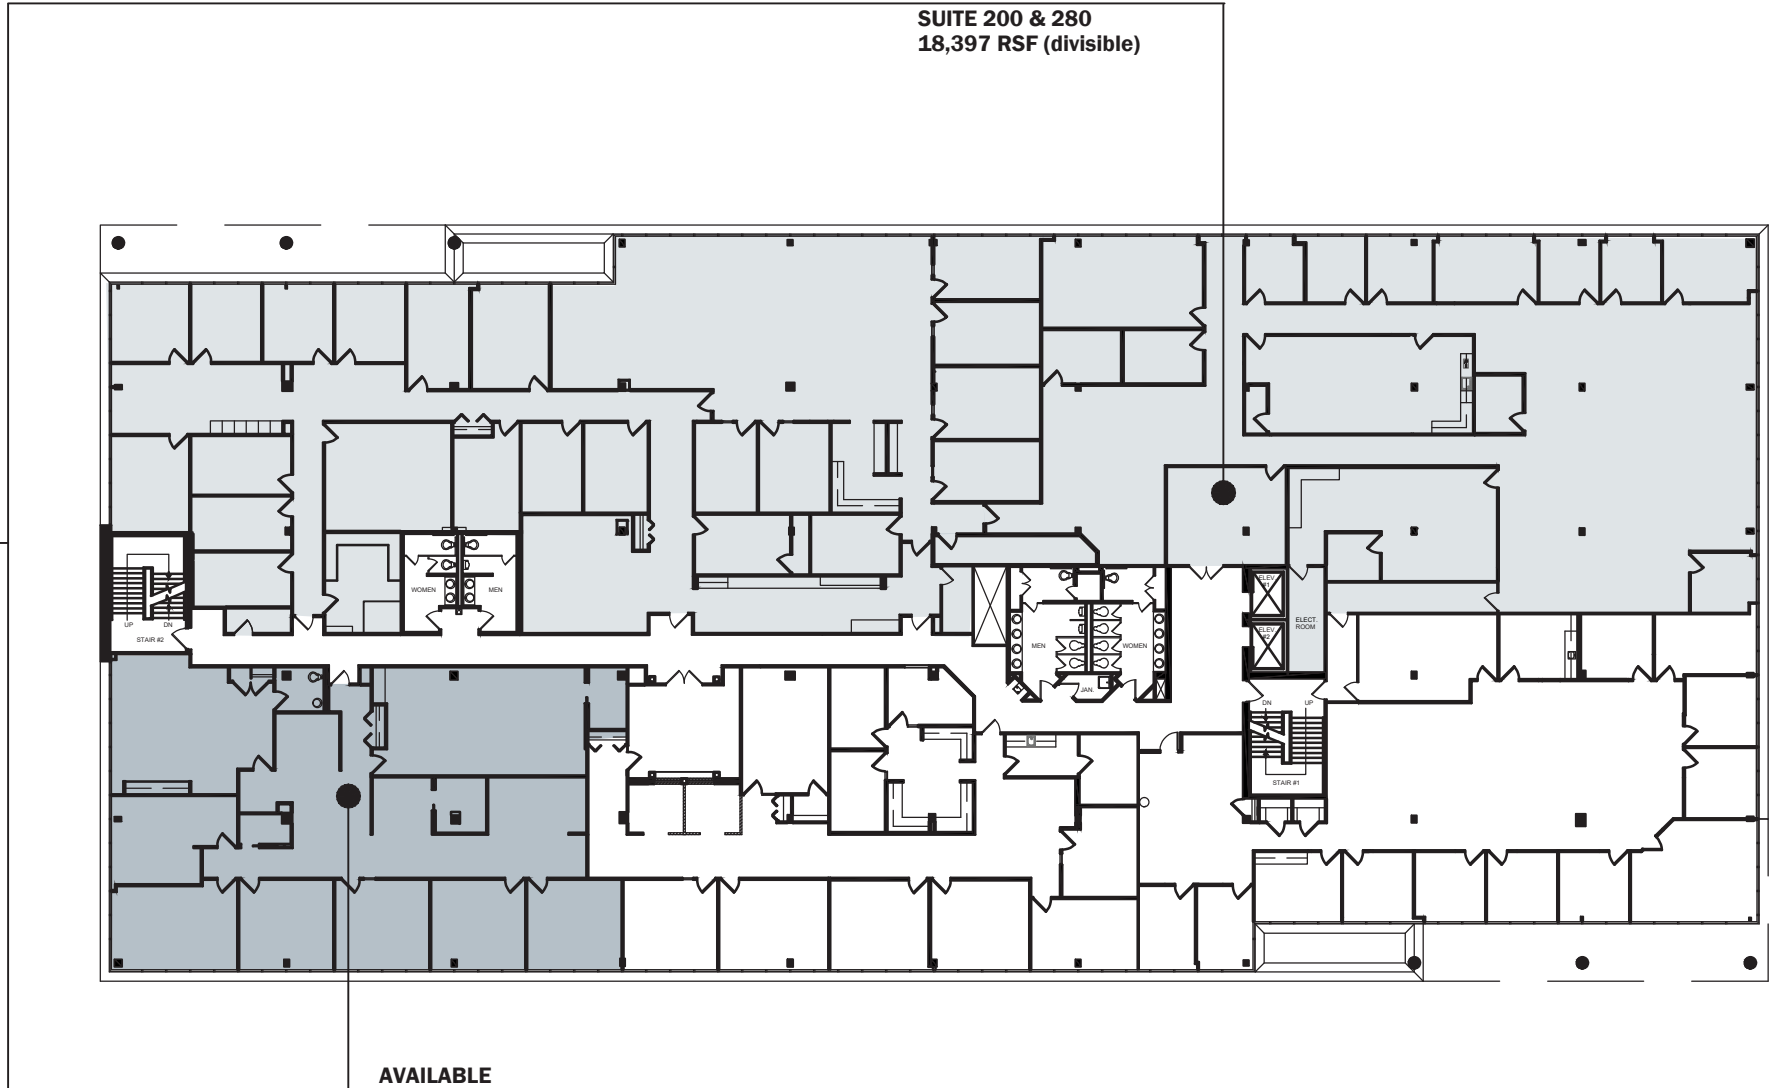 SUITE 200 & 280
18,397 RSF (divisible)
WOMEN
MEN
UP
DN
STAIR #2
ELEV.
#1
ELEV.
#2
ELECT.
ROOM
MEN
WOMEN
JAN.
DN
UP
STAIR #1
AVAILABLE